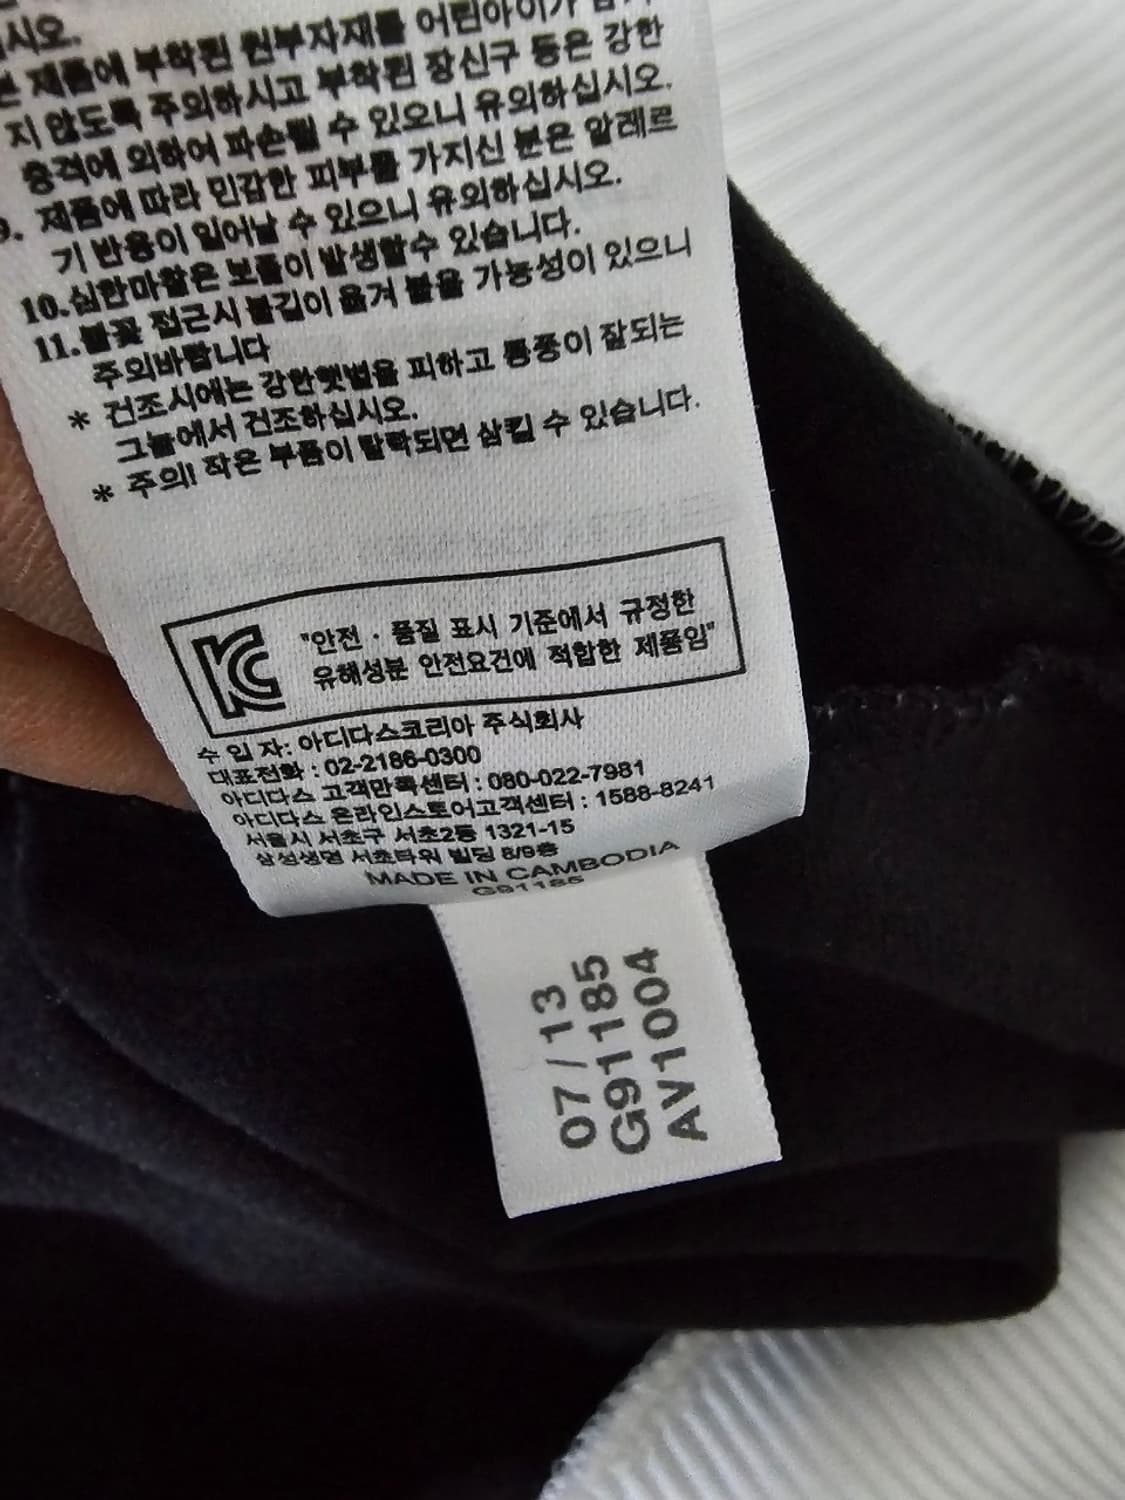 시오.
제품에 부착된 원부자재를 어린아이가
지 않도록 주의하시고 부착된 장신구 등은 강한
충격에 의하여 파손될 수 있으니 유의하십시오.
9. 제품에 따라 민감한 피부를 가지신 분은 알레르
기 반응이 일어날 수 있으니 유의하십시오.
10.심한마찰은 보풀이 발생할수 있습니다.
11.불꽃 접근시 불길이 옮겨 붙을 가능성이 있으니
주의바랍니다
* 건조시에는 강한햇볕을 피하고 통풍이 잘되는
그늘에서 건조하십시오.
* 주의! 작은 부품이 탈락되면 삼킬 수 있습니다.
KC
"안전 · 품질 표시 기준에서 규정한
유해성분 안전요건에 적합한 제품임"
수 입 자: 아디다스코리아 주식회사
대표전화 : 02-2186-0300
아디다스 고객만족센터 : 080-022-7981
아디다스 온라인스토어고객센터 : 1588-8241
서울시 서초구 서초2동 1321-15
삼성생명 서초타워 빌딩 8/9층
MADE IN CAMBODIA
G91185
07/13
G91185
AV1004